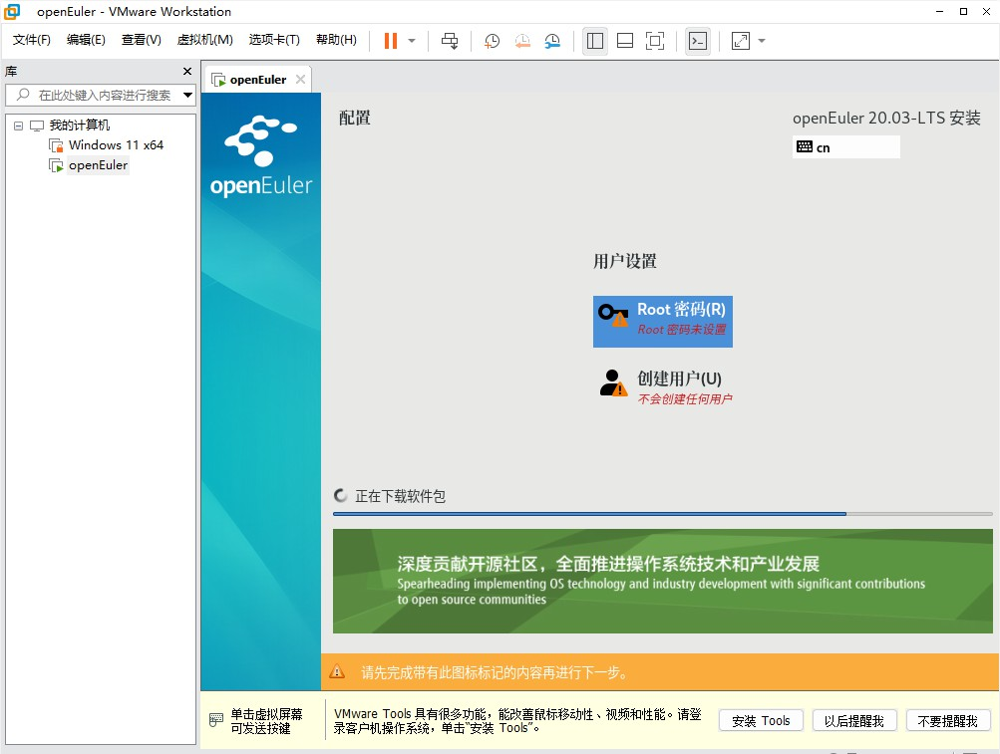 openEuler - VMware Workstation
文件(F) 编辑(E) 查看(V) 虚拟机(M) 选项卡(T) 帮助(H)
库
在此处键入内容进行搜索
我的计算机
Windows 11 x64
openEuler
openEuler
openEuler
配置
openEuler 20.03-LTS 安装
cn
用户设置
Root 密码(R)
Root 密码未设置
创建用户(U)
不会创建任何用户
正在下载软件包
深度贡献开源社区，全面推进操作系统技术和产业发展
Spearheading implementing OS technology and industry development with significant contributions
to open source communities
请先完成带有此图标标记的内容再进行下一步。
单击虚拟屏幕
可发送按键
VMware Tools 具有很多功能，能改善鼠标移动性、视频和性能。请登
录客户机操作系统，单击“安装 Tools”。
安装 Tools
以后提醒我
不要提醒我